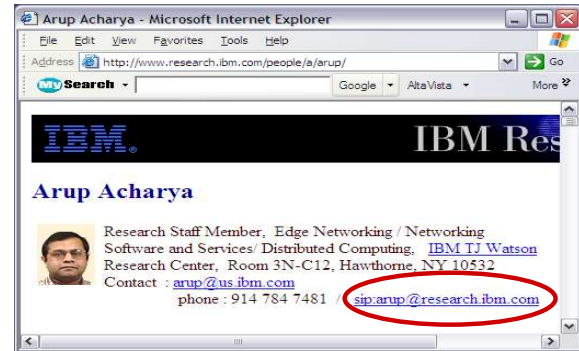 Arup Acharya - Microsoft Internet Explorer
File Edit View Favorites Tools Help
Address http://www.research.ibm.com/people/a/arup/ Go
My Search Google AltaVista More
IBM. IBM Res
Arup Acharya
Research Staff Member, Edge Networking / Networking
Software and Services/ Distributed Computing, IBM TJ Watson
Research Center, Room 3N-C12, Hawthorne, NY 10532
Contact : arup@us.ibm.com
phone : 914 784 7481 / sip:arup@research.ibm.com